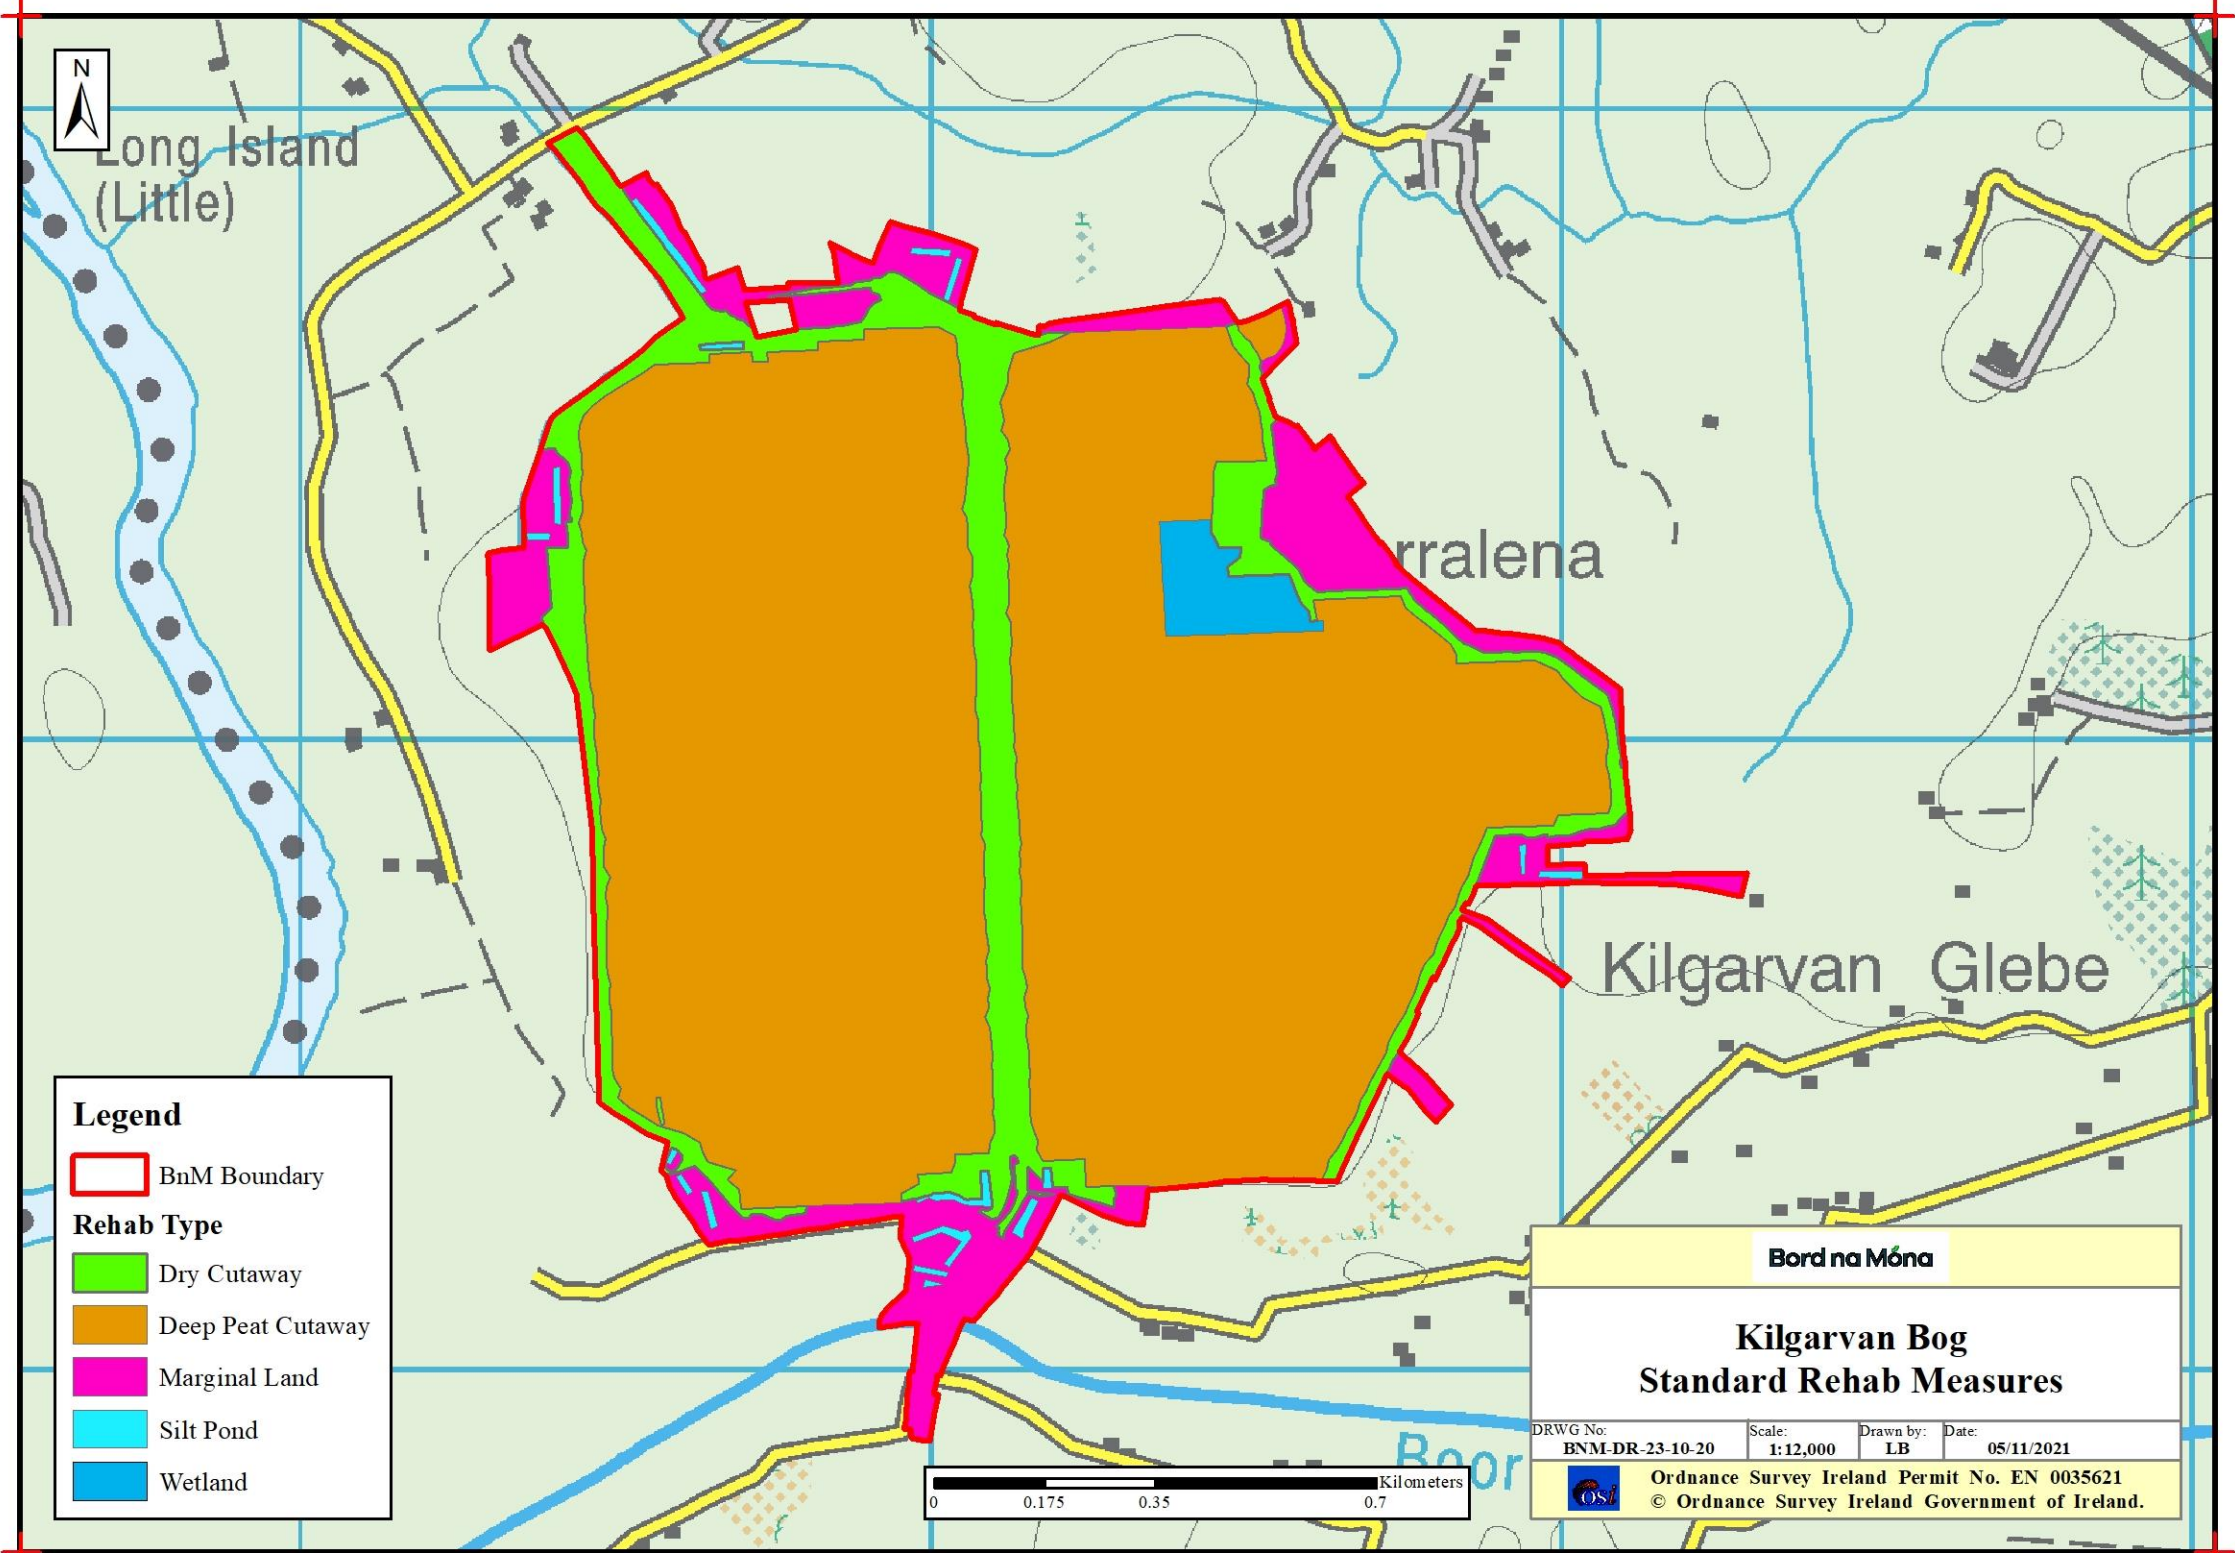 N
Long Island
(Little)
rralena
Kilgarvan Glebe
Legend
BnM Boundary
Rehab Type
Dry Cutaway
Deep Peat Cutaway
Marginal Land
Silt Pond
Wetland
Boor
Kilometers
0 0.175 0.35 0.7
Bord na Móna
Kilgarvan Bog
Standard Rehab Measures
DRWG No: Scale: Drawn by: Date:
BNM-DR-23-10-20 1:12,000 LB 05/11/2021
osi
Ordnance Survey Ireland Permit No. EN 0035621
© Ordnance Survey Ireland Government of Ireland.